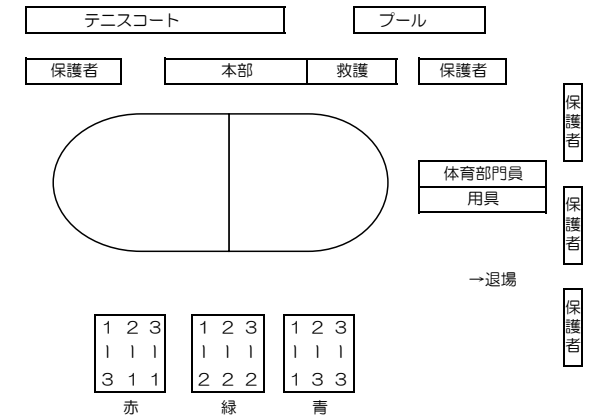 テニスコート
プール
保護者
本部
救護
保護者
保護者
体育部門員
用具
保護者
→退場
保護者
1 2 3
| | |
3 1 1
1 2 3
| | |
2 2 2
1 2 3
| | |
1 3 3
赤
緑
青